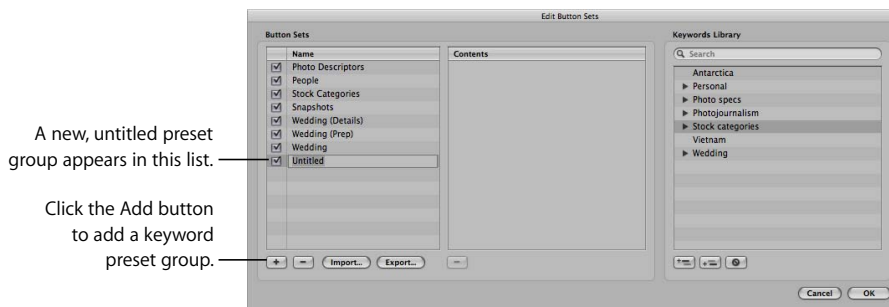 Edit Button Sets
Button Sets
Keywords Library
Name
Contents
Search
Photo Descriptors
People
Stock Categories
Snapshots
Wedding (Details)
Wedding (Prep)
Wedding
Untitled
Antarctica
Personal
Photo specs
Photojournalism
Stock categories
Vietnam
Wedding
A new, untitled preset
group appears in this list.
Click the Add button
to add a keyword
preset group.
Import...
Export...
Cancel
OK